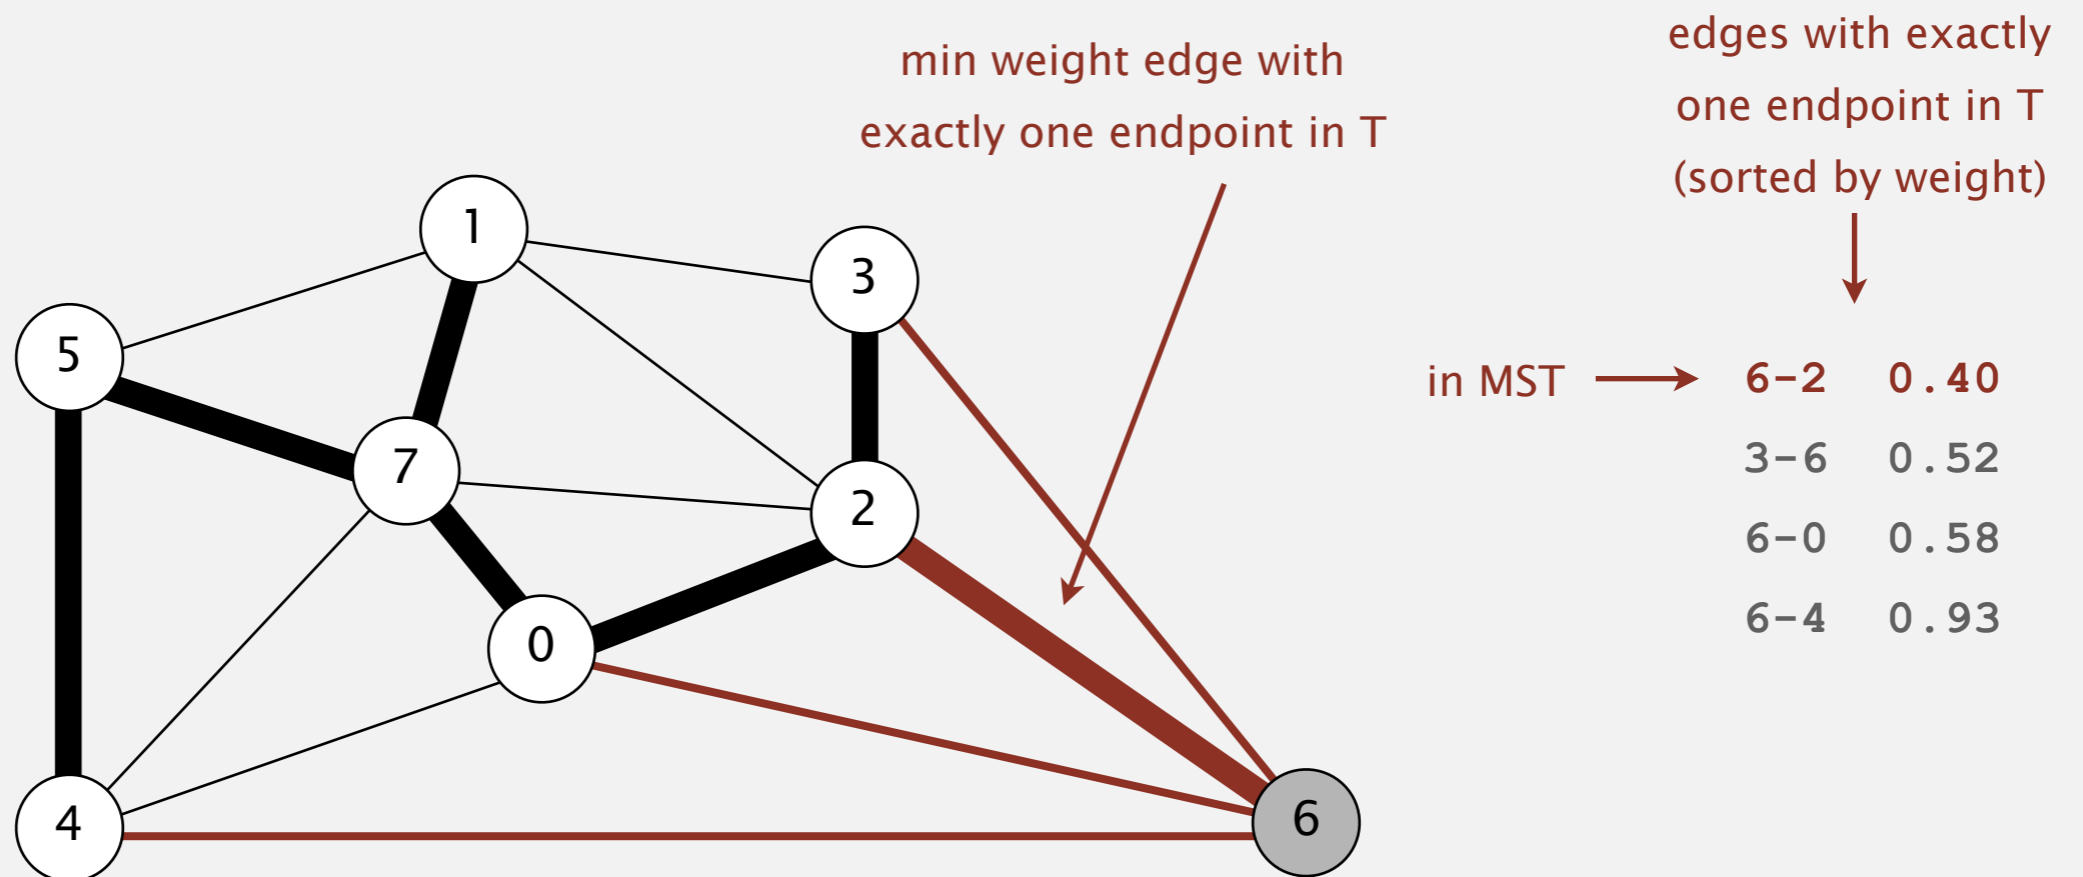 min weight edge with
exactly one endpoint in T
edges with exactly
one endpoint in T
(sorted by weight)
1
3
5
7
2
0
4
6
in MST
6-2 0.40
3-6 0.52
6-0 0.58
6-4 0.93